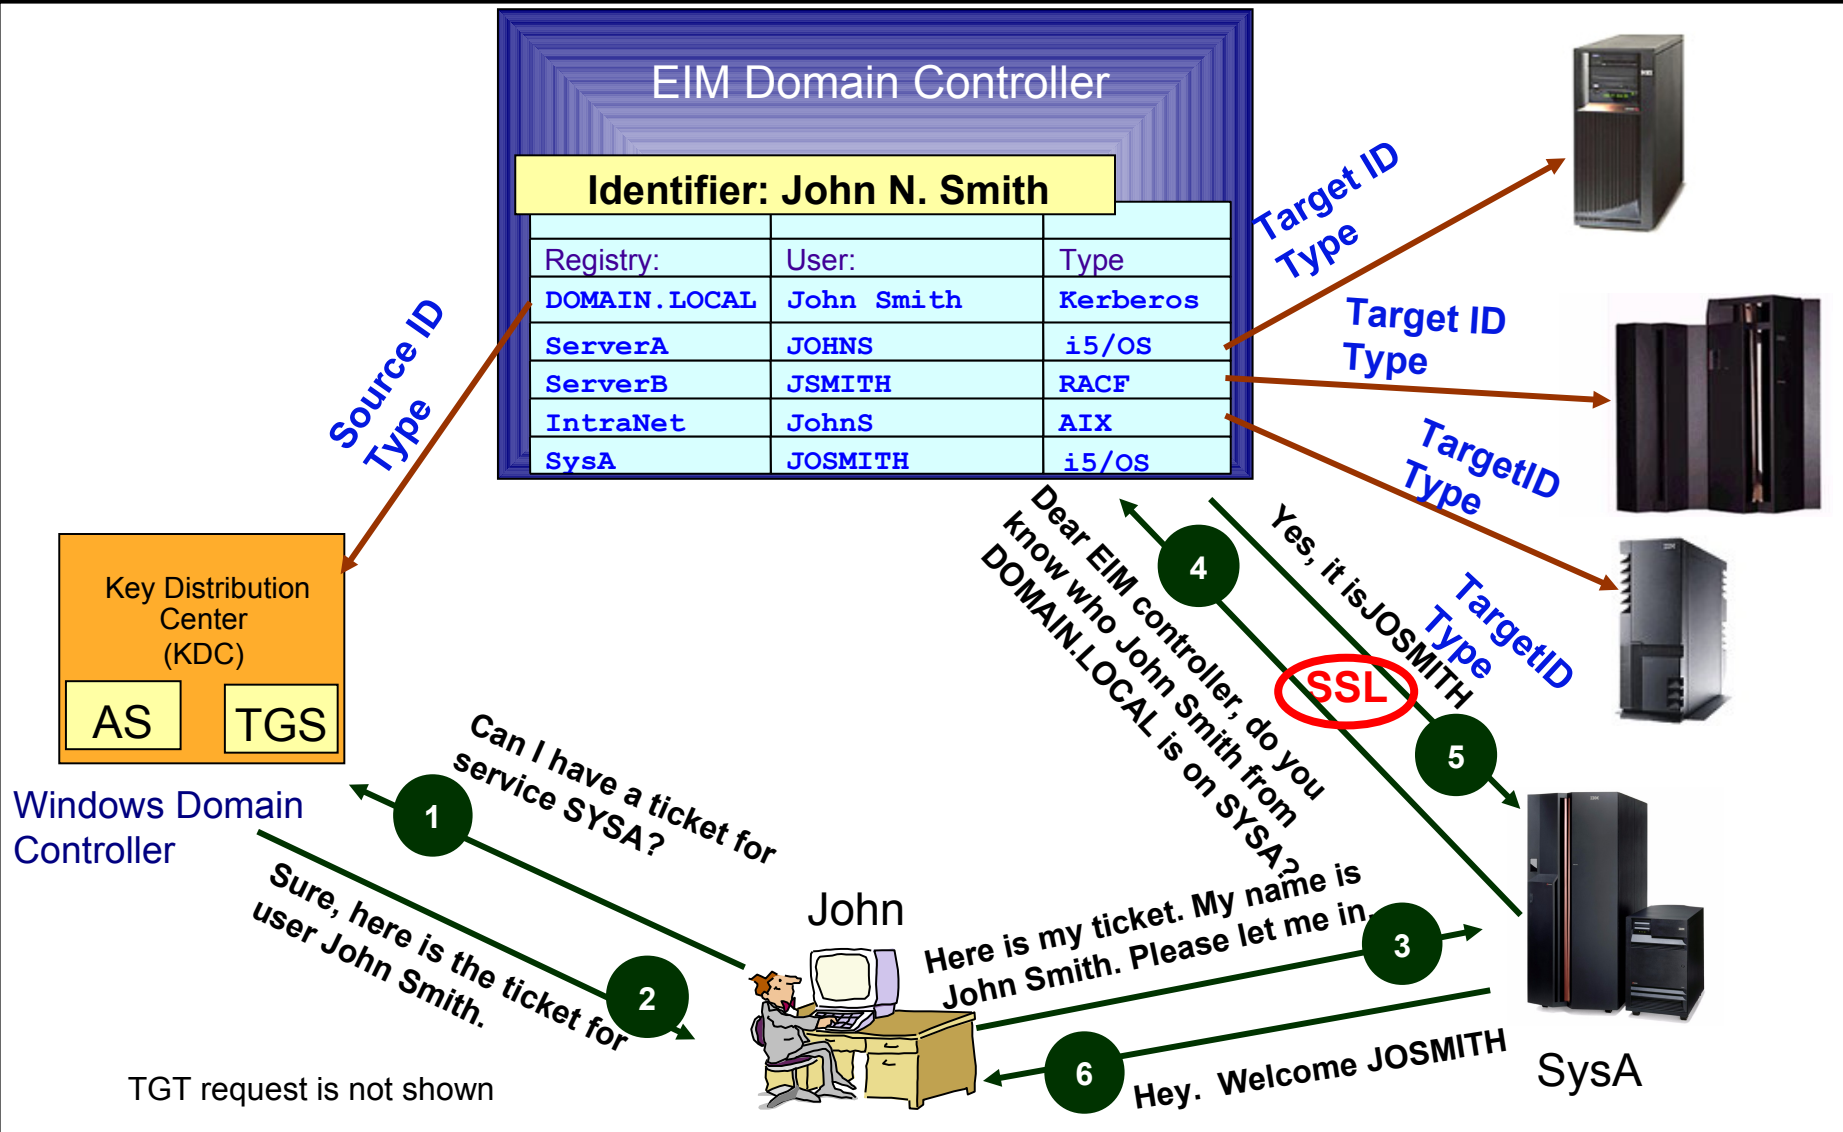 EIM Domain Controller
Identifier: John N. Smith
Registry: User: Type
DOMAIN.LOCAL John Smith Kerberos
ServerA JOHNS i5/OS
ServerB JSMITH RACF
IntraNet JohnS AIX
SysA JOSMITH i5/OS
Source ID
Type
Target ID
Type
Target ID
Type
TargetID
Type
TargetID
Type
Key Distribution
Center
(KDC)
AS TGS
Windows Domain
Controller
1
Can I have a ticket for
service SYSA?
2
Sure, here is the ticket for
user John Smith.
John
3
Here is my ticket. My name is
John Smith. Please let me in.
4
Dear EIM controller, do you
know who John Smith from
DOMAIN.LOCAL is on SYSA?
SSL
5
Yes, it isJOSMITH
6
Hey. Welcome JOSMITH
SysA
TGT request is not shown